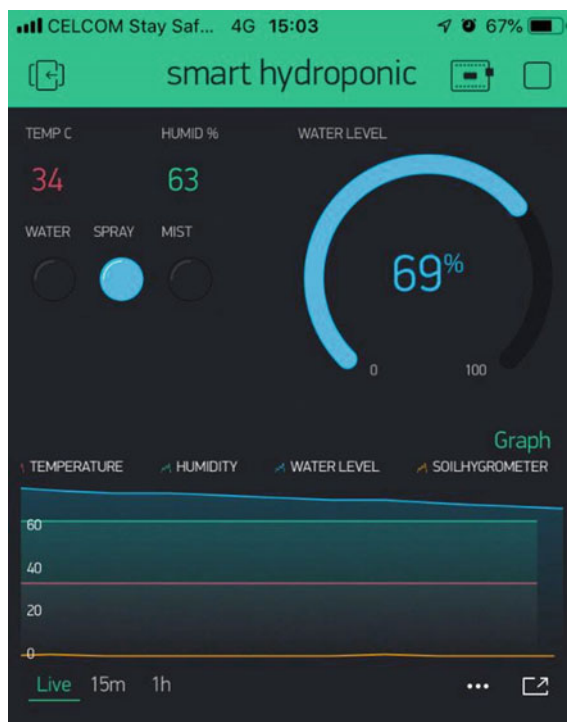 CELCOM Stay Saf... 4G 15:03 67%
smart hydroponic
TEMP C HUMID % WATER LEVEL
34 63
WATER SPRAY MIST
69%
0 100
Graph
TEMPERATURE HUMIDITY WATER LEVEL SOILHYGROMETER
60
40
20
0
Live 15m 1h